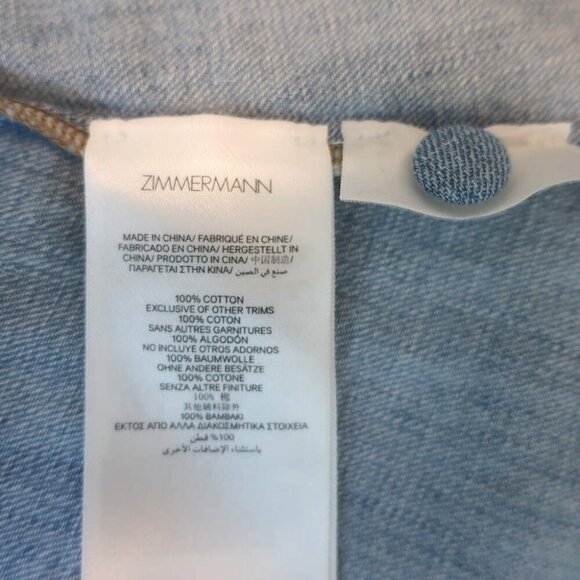 ZIMMERMANN
MADE IN CHINA/ FABRIQUÉ EN CHINE/
FABRICADO EN CHINA/ HERGESTELLT IN
CHINA/ PRODOTTO IN CINA/ 中国制造/
ΠΑΡΑΓΕΤΑΙ ΣΤΗΝ ΚΙΝΑ/ صنع في الصين
100% COTTON
EXCLUSIVE OF OTHER TRIMS
100% COTON
SANS AUTRES GARNITURES
100% ALGODÓN
NO INCLUYE OTROS ADORNOS
100% BAUMWOLLE
OHNE ANDERE BESÄTZE
100% COTONE
SENZA ALTRE FINITURE
100% 棉
其他辅料除外
100% ΒΑΜΒΑΚΙ
ΕΚΤΟΣ ΑΠΟ ΑΛΛΑ ΔΙΑΚΟΣΜΗΤΙΚΑ ΣΤΟΙΧΕΙΑ
100% قطن
باستثناء الإضافات الأخرى